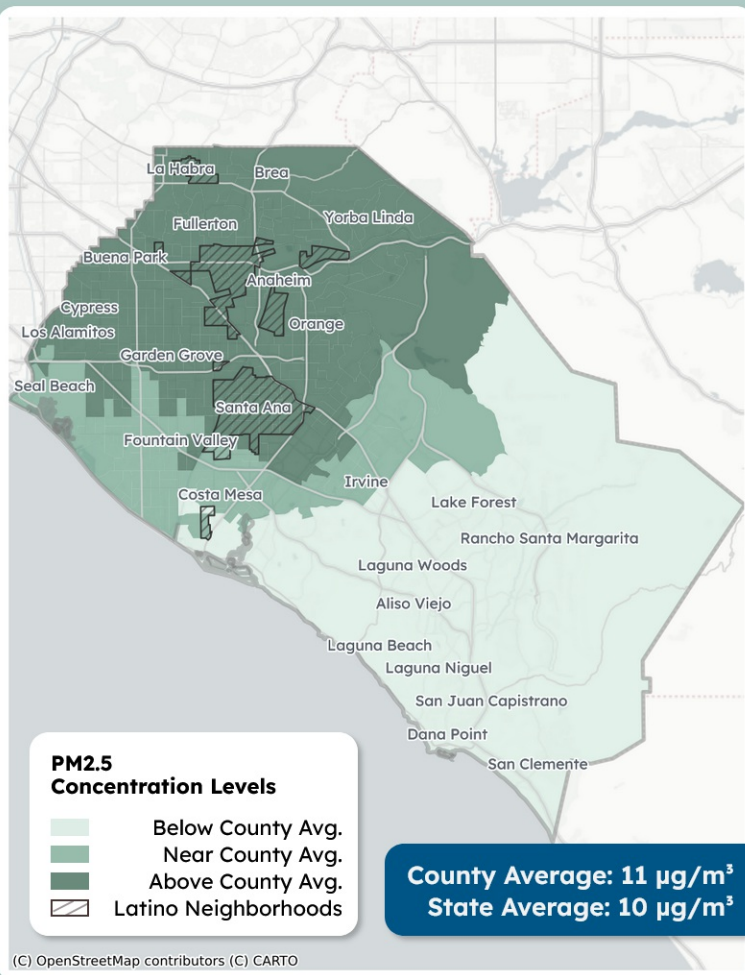 La Habra
Brea
Fullerton
Yorba Linda
Buena Park
Anaheim
Cypress
Orange
Los Alamitos
Garden Grove
Seal Beach
Santa Ana
Fountain Valley
Irvine
Costa Mesa
Lake Forest
Rancho Santa Margarita
Laguna Woods
Aliso Viejo
Laguna Beach
Laguna Niguel
San Juan Capistrano
Dana Point
San Clemente
PM2.5
Concentration Levels
Below County Avg.
Near County Avg.
Above County Avg.
Latino Neighborhoods
County Average: 11 µg/m³
State Average: 10 µg/m³
(C) OpenStreetMap contributors (C) CARTO